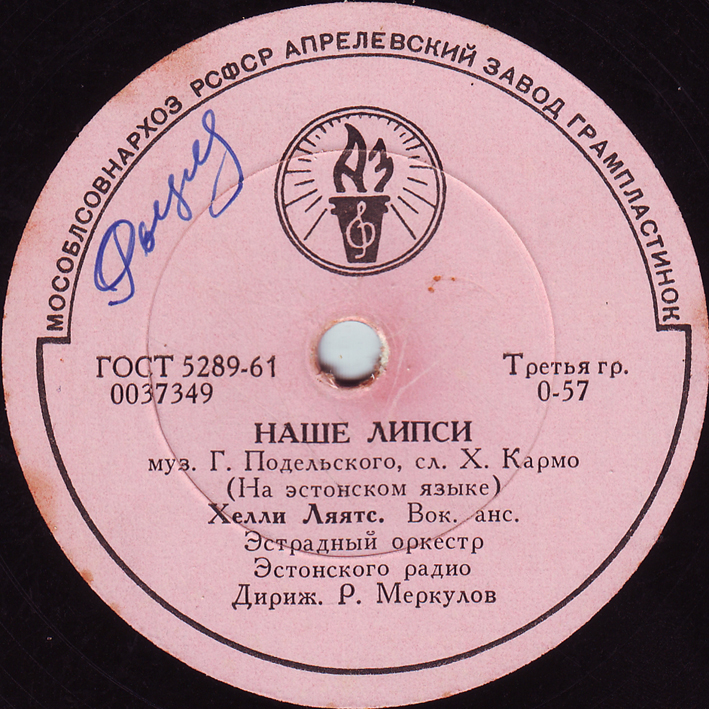 МОСОБЛСОВНАРХОЗ РСФСР АПРЕЛЕВСКИЙ ЗАВОД ГРАМПЛАСТИНОК
АЗ
ГОСТ 5289-61
0037349
Третья гр.
0-57
НАШЕ ЛИПСИ
муз. Г. Подельского, сл. Х. Кармо
(На эстонском языке)
Хелли Ляятс. Вок. анс.
Эстрадный оркестр
Эстонского радио
Дириж. Р. Меркулов